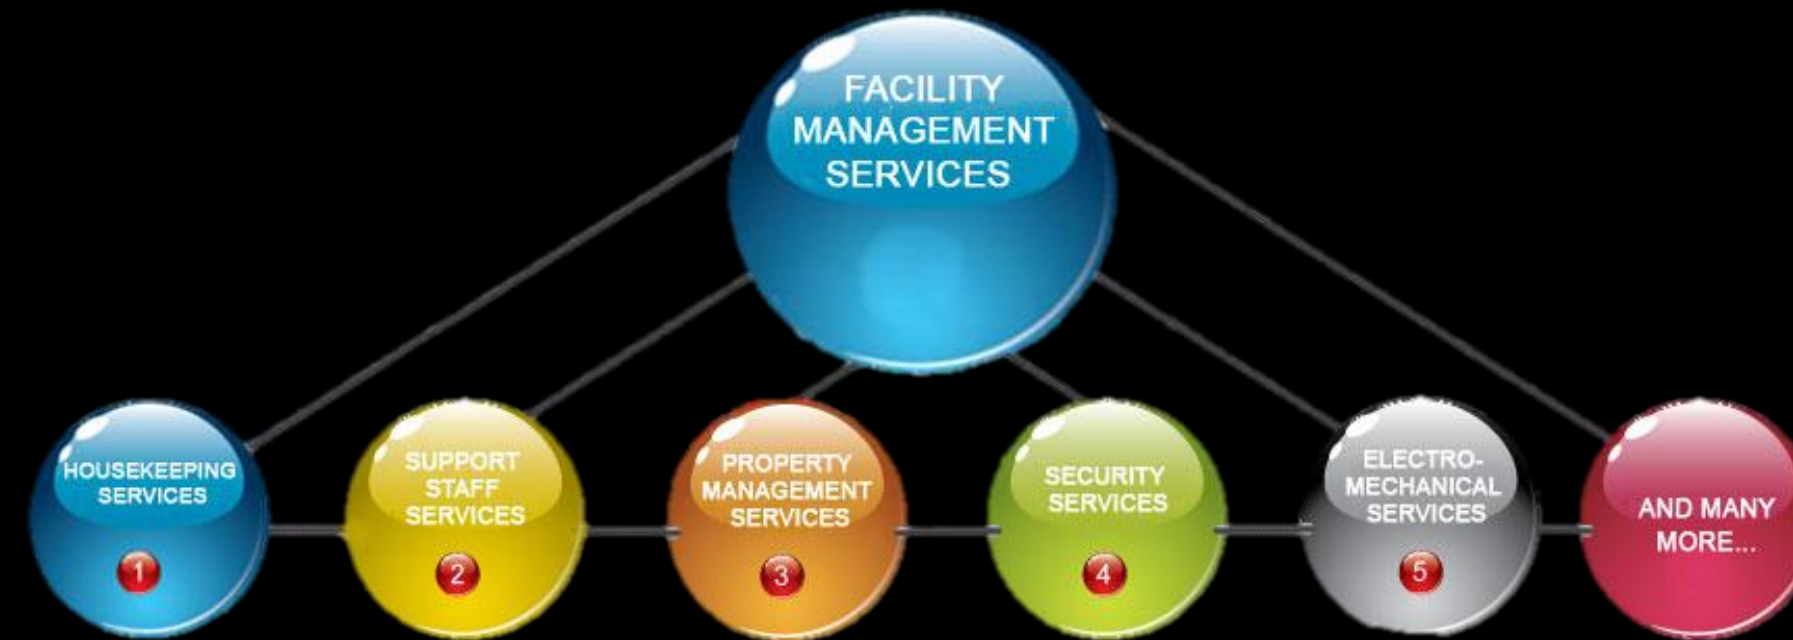 FACILITY
MANAGEMENT
SERVICES
HOUSEKEEPING
SERVICES
1
SUPPORT
STAFF
SERVICES
2
PROPERTY
MANAGEMENT
SERVICES
3
SECURITY
SERVICES
4
ELECTRO-
MECHANICAL
SERVICES
5
AND MANY
MORE...